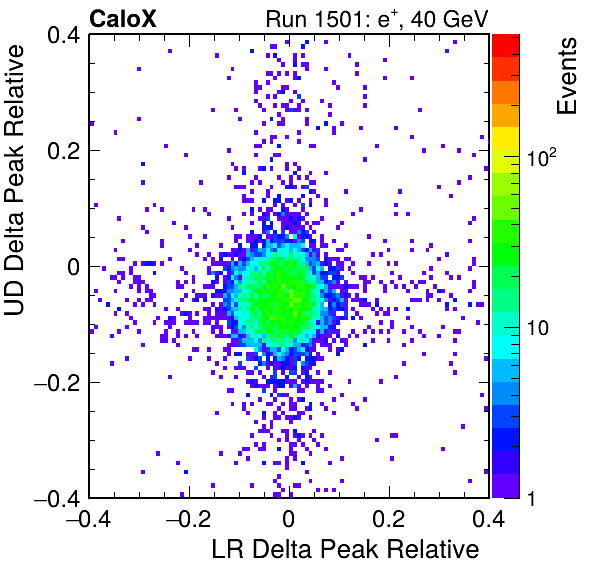 CaloX Run 1501: e⁺, 40 GeV
UD Delta Peak Relative
0.4
0.2
0
−0.2
−0.4
−0.4 −0.2 0 0.2 0.4
LR Delta Peak Relative
Events
10²
10
1